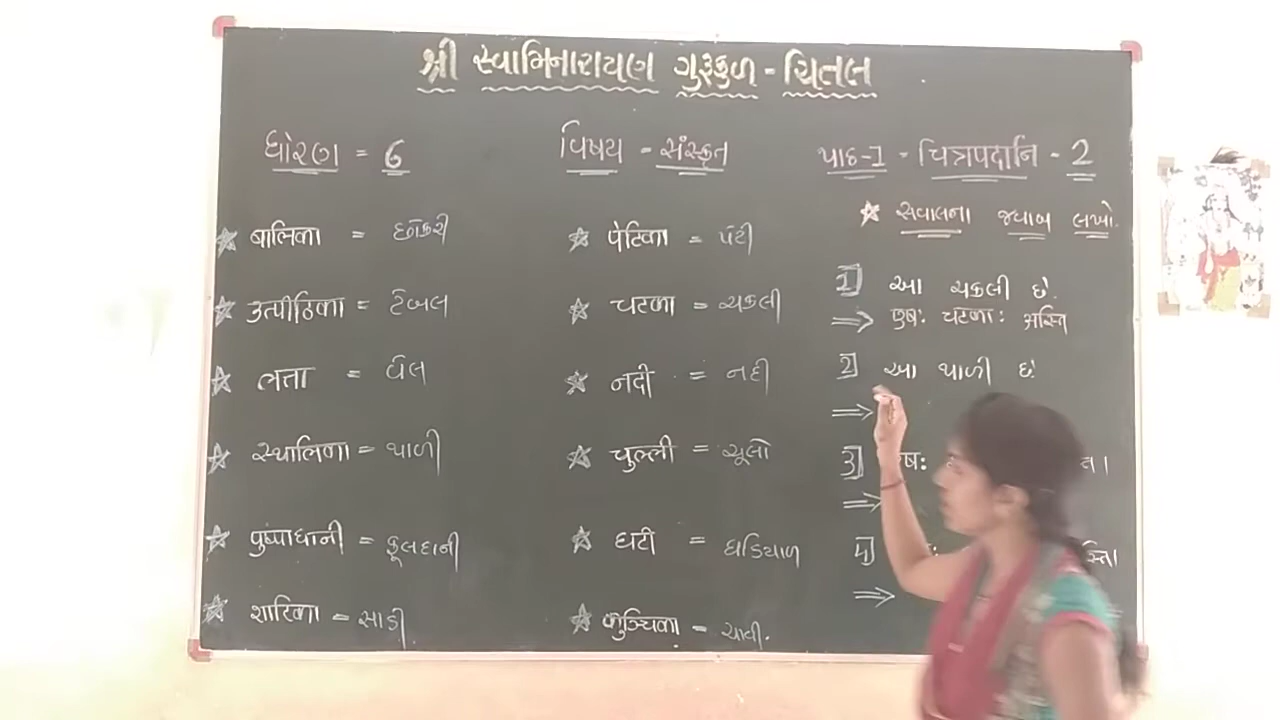 શ્રી સ્વામિનારાયણ ગુરુકુળ - ચિતલ
ધોરણ = 6
વિષય - સંસ્કૃત
પાઠ-1 - चित्रपदानि - 2
बालिका = છોકરી
उत्पीठिका = ટેબલ
लत्ता = વેલ
स्थालिका = થાળી
पुष्पाधानी = ફૂલદાની
शाटिका = સાડી
पेटिका = પેટી
चटका = ચકલી
नदी = નદી
चुल्ली = ચૂલો
घटी = ઘડિયાળ
कुञ्चिका = ચાવી.
સવાલના જવાબ લખો.
1] આ ચકલી છે.
⇒ एषः चटकाः अस्ति
2] આ થાળી છે
⇒
3]
⇒
4]
⇒